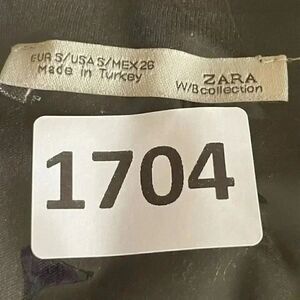 EUR S/USA S/MEX 26
Made in Turkey
ZARA
W/B collection
1704